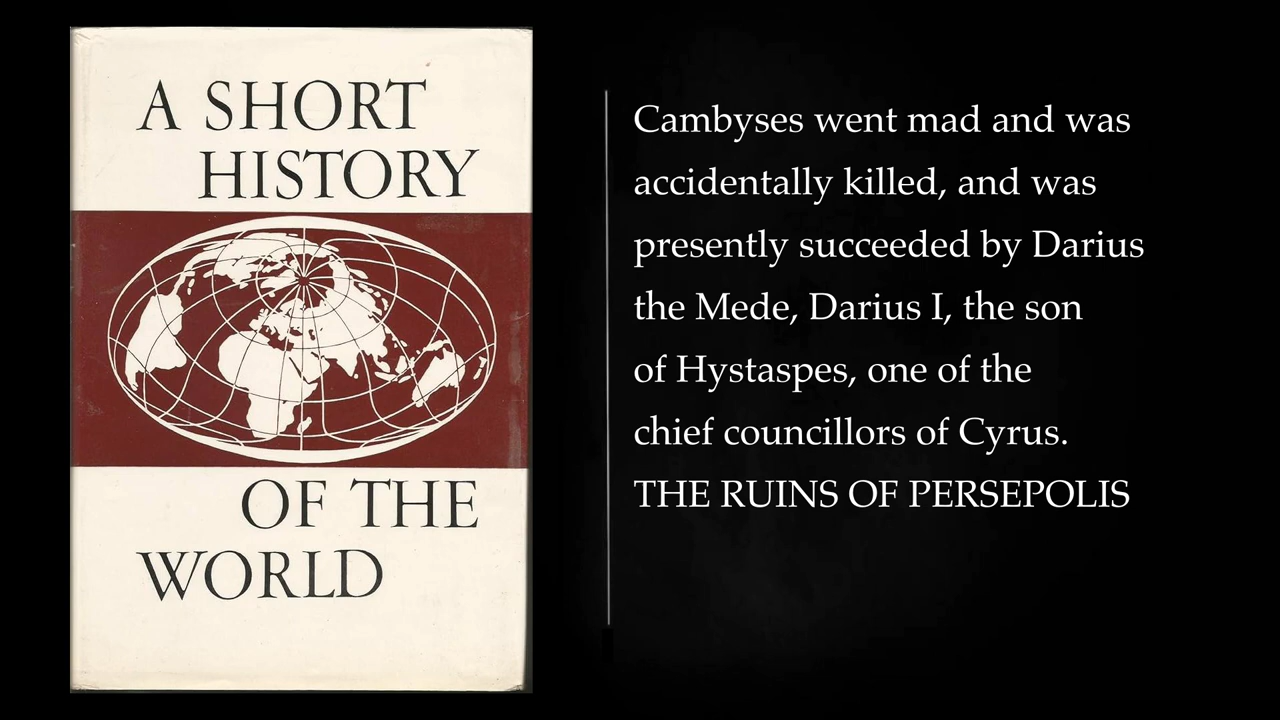 A SHORT
HISTORY
OF THE
WORLD
Cambyses went mad and was
accidentally killed, and was
presently succeeded by Darius
the Mede, Darius I, the son
of Hystaspes, one of the
chief councillors of Cyrus.
THE RUINS OF PERSEPOLIS